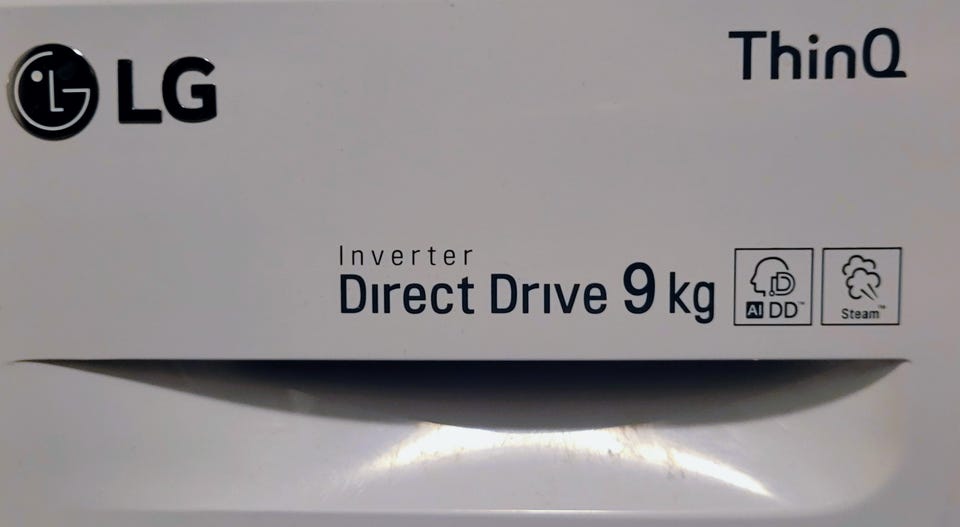 LG
ThinQ
Inverter
Direct Drive 9 kg
AI DD™
Steam™